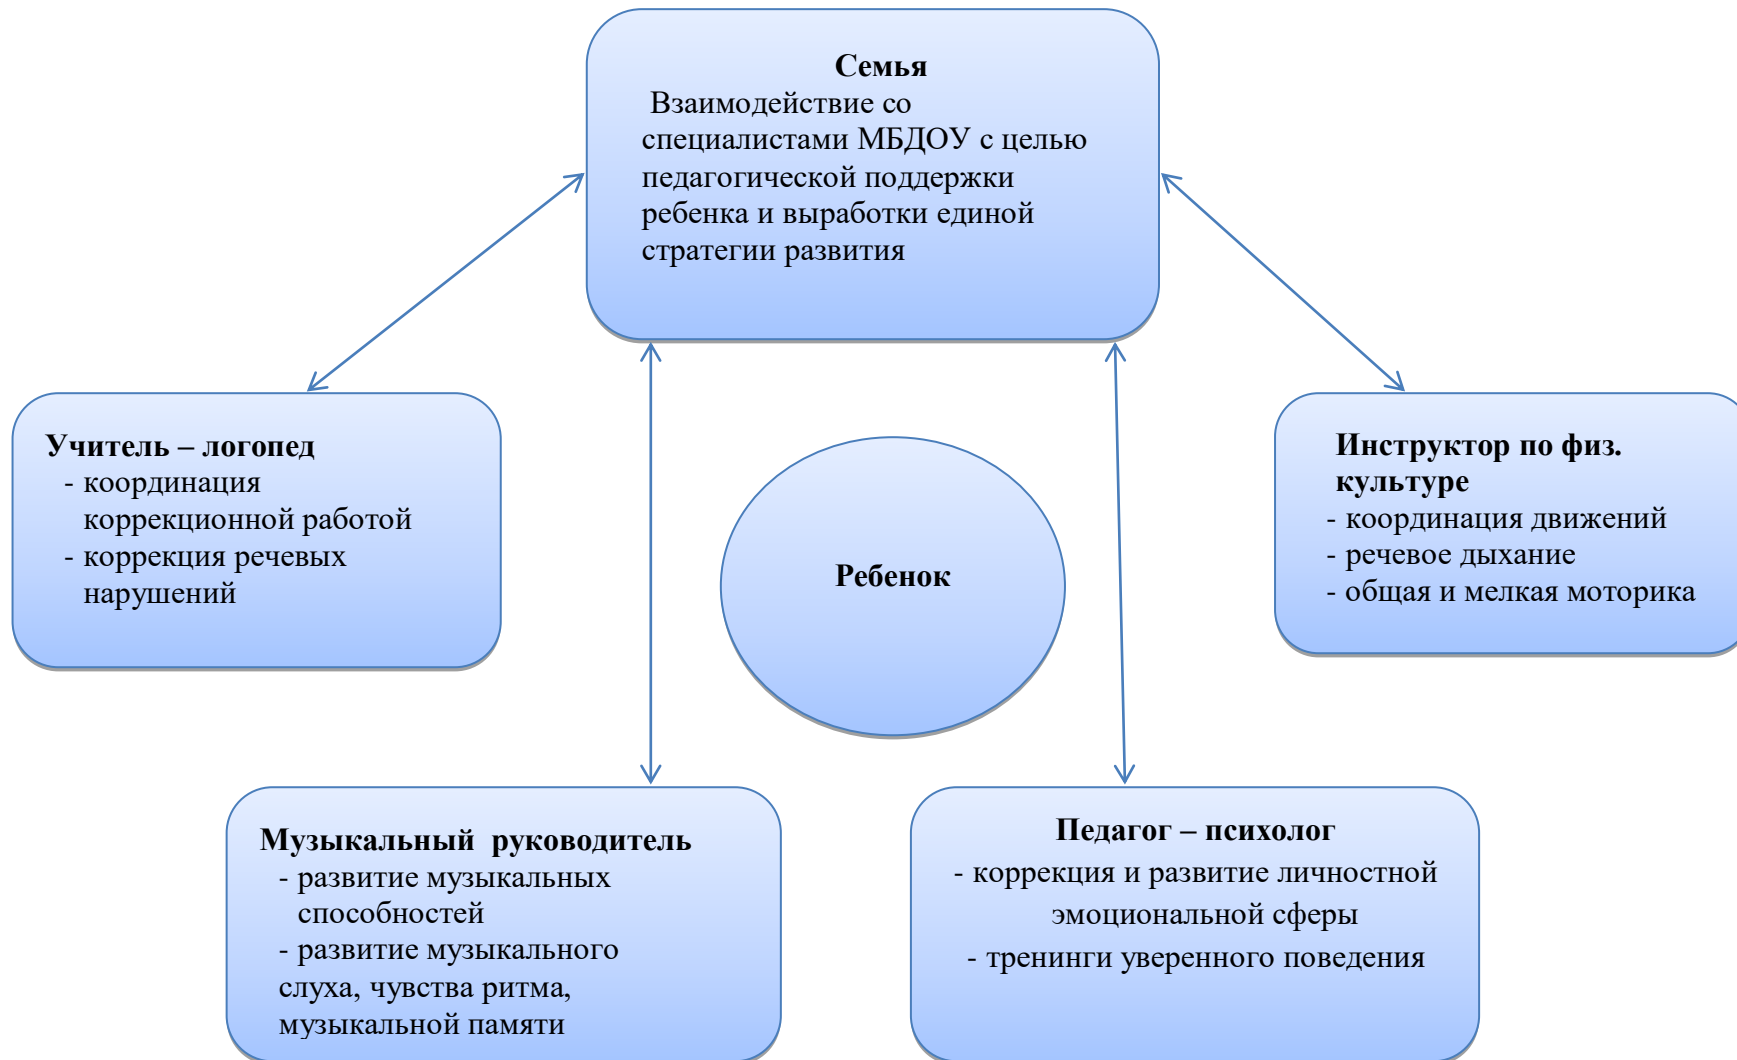 Семья
Взаимодействие со
специалистами МБДОУ с целью
педагогической поддержки
ребенка и выработки единой
стратегии развития
Учитель – логопед
- координация
коррекционной работой
- коррекция речевых
нарушений
Ребенок
Инструктор по физ.
культуре
- координация движений
- речевое дыхание
- общая и мелкая моторика
Музыкальный руководитель
- развитие музыкальных
способностей
- развитие музыкального
слуха, чувства ритма,
музыкальной памяти
Педагог – психолог
- коррекция и развитие личностной
эмоциональной сферы
- тренинги уверенного поведения